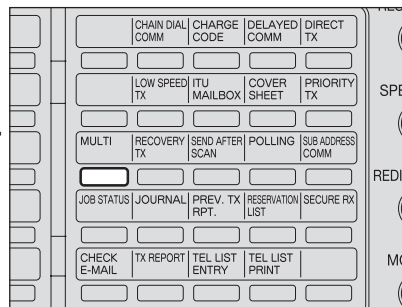 CHAIN DIAL COMM
CHARGE CODE
DELAYED COMM
DIRECT TX
LOW SPEED TX
ITU MAILBOX
COVER SHEET
PRIORITY TX
MULTI
RECOVERY TX
SEND AFTER SCAN
POLLING
SUB ADDRESS COMM
JOB STATUS
JOURNAL
PREV. TX RPT.
RESERVATION LIST
SECURE RX
CHECK E-MAIL
TX REPORT
TEL LIST ENTRY
TEL LIST PRINT
SPE
REDI
MO